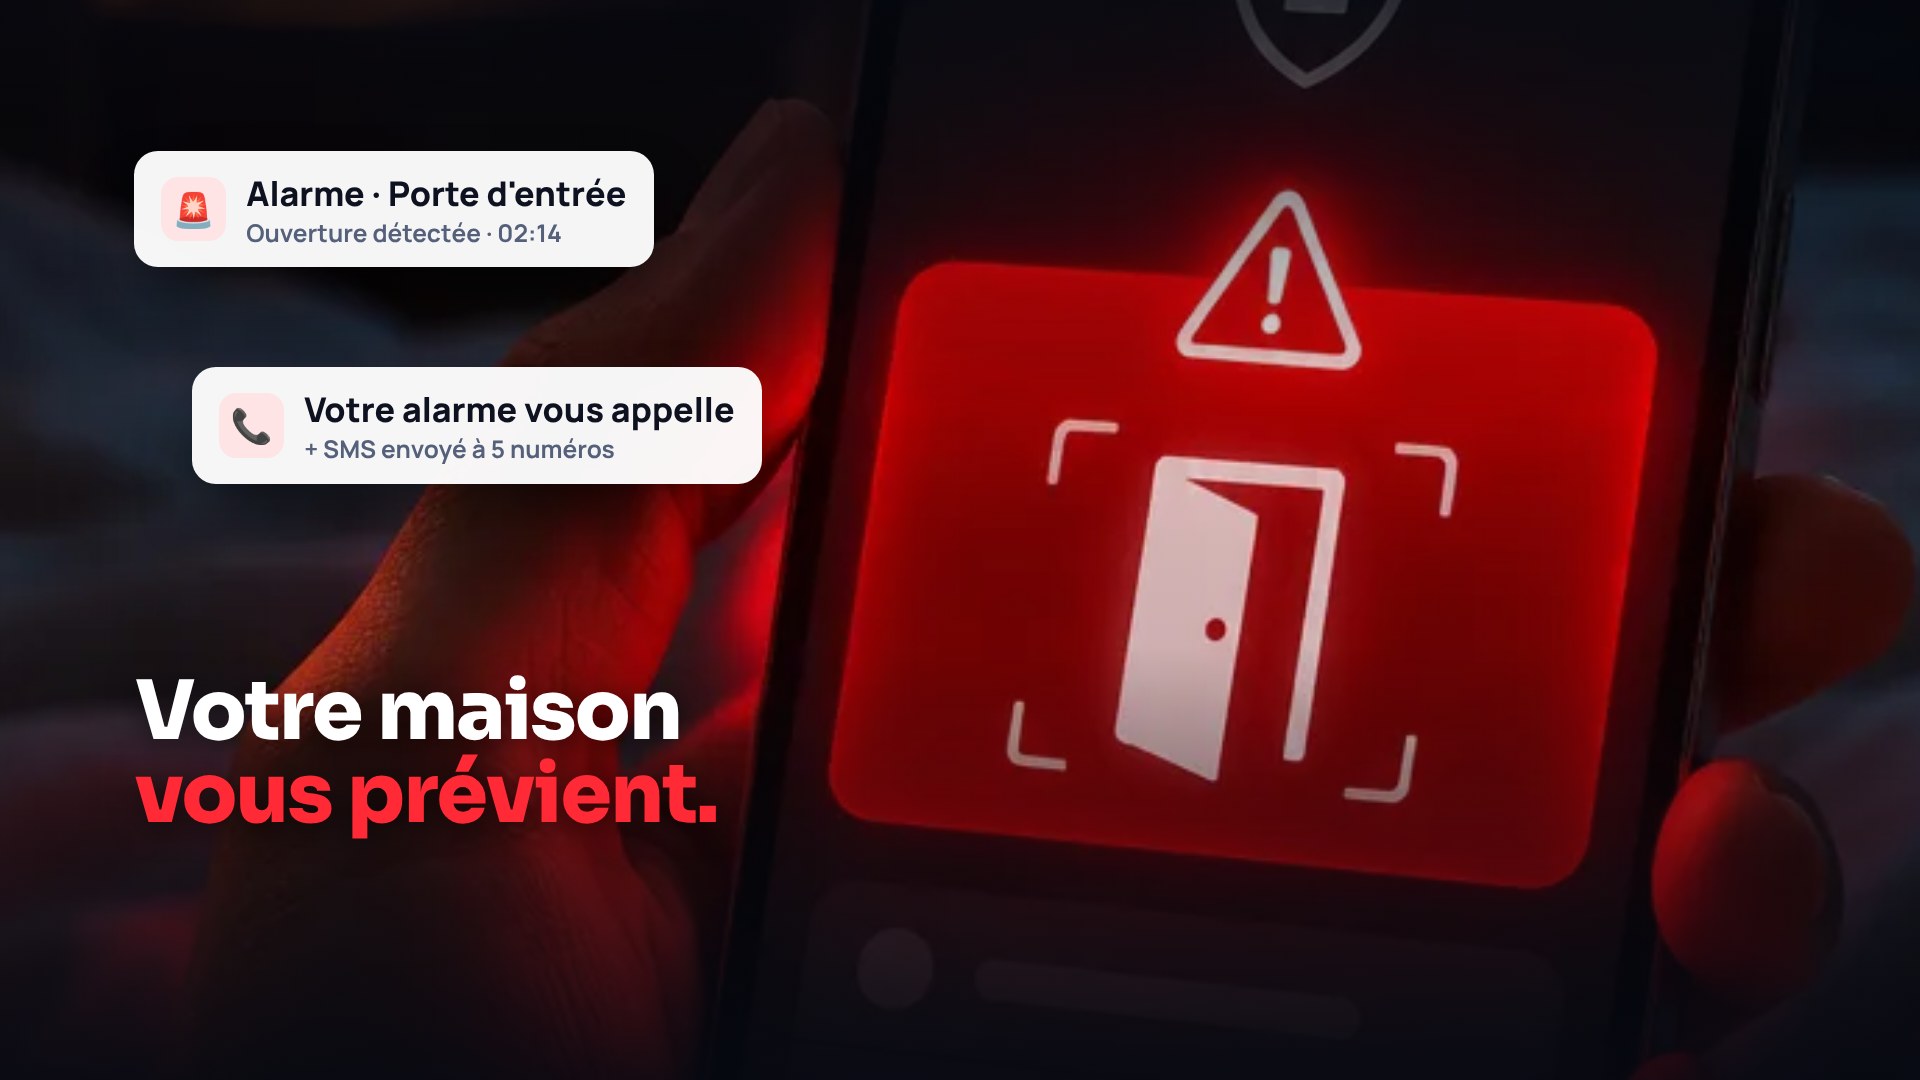 Alarme · Porte d'entrée
Ouverture détectée · 02:14
Votre alarme vous appelle
+ SMS envoyé à 5 numéros
Votre maison
vous prévient.